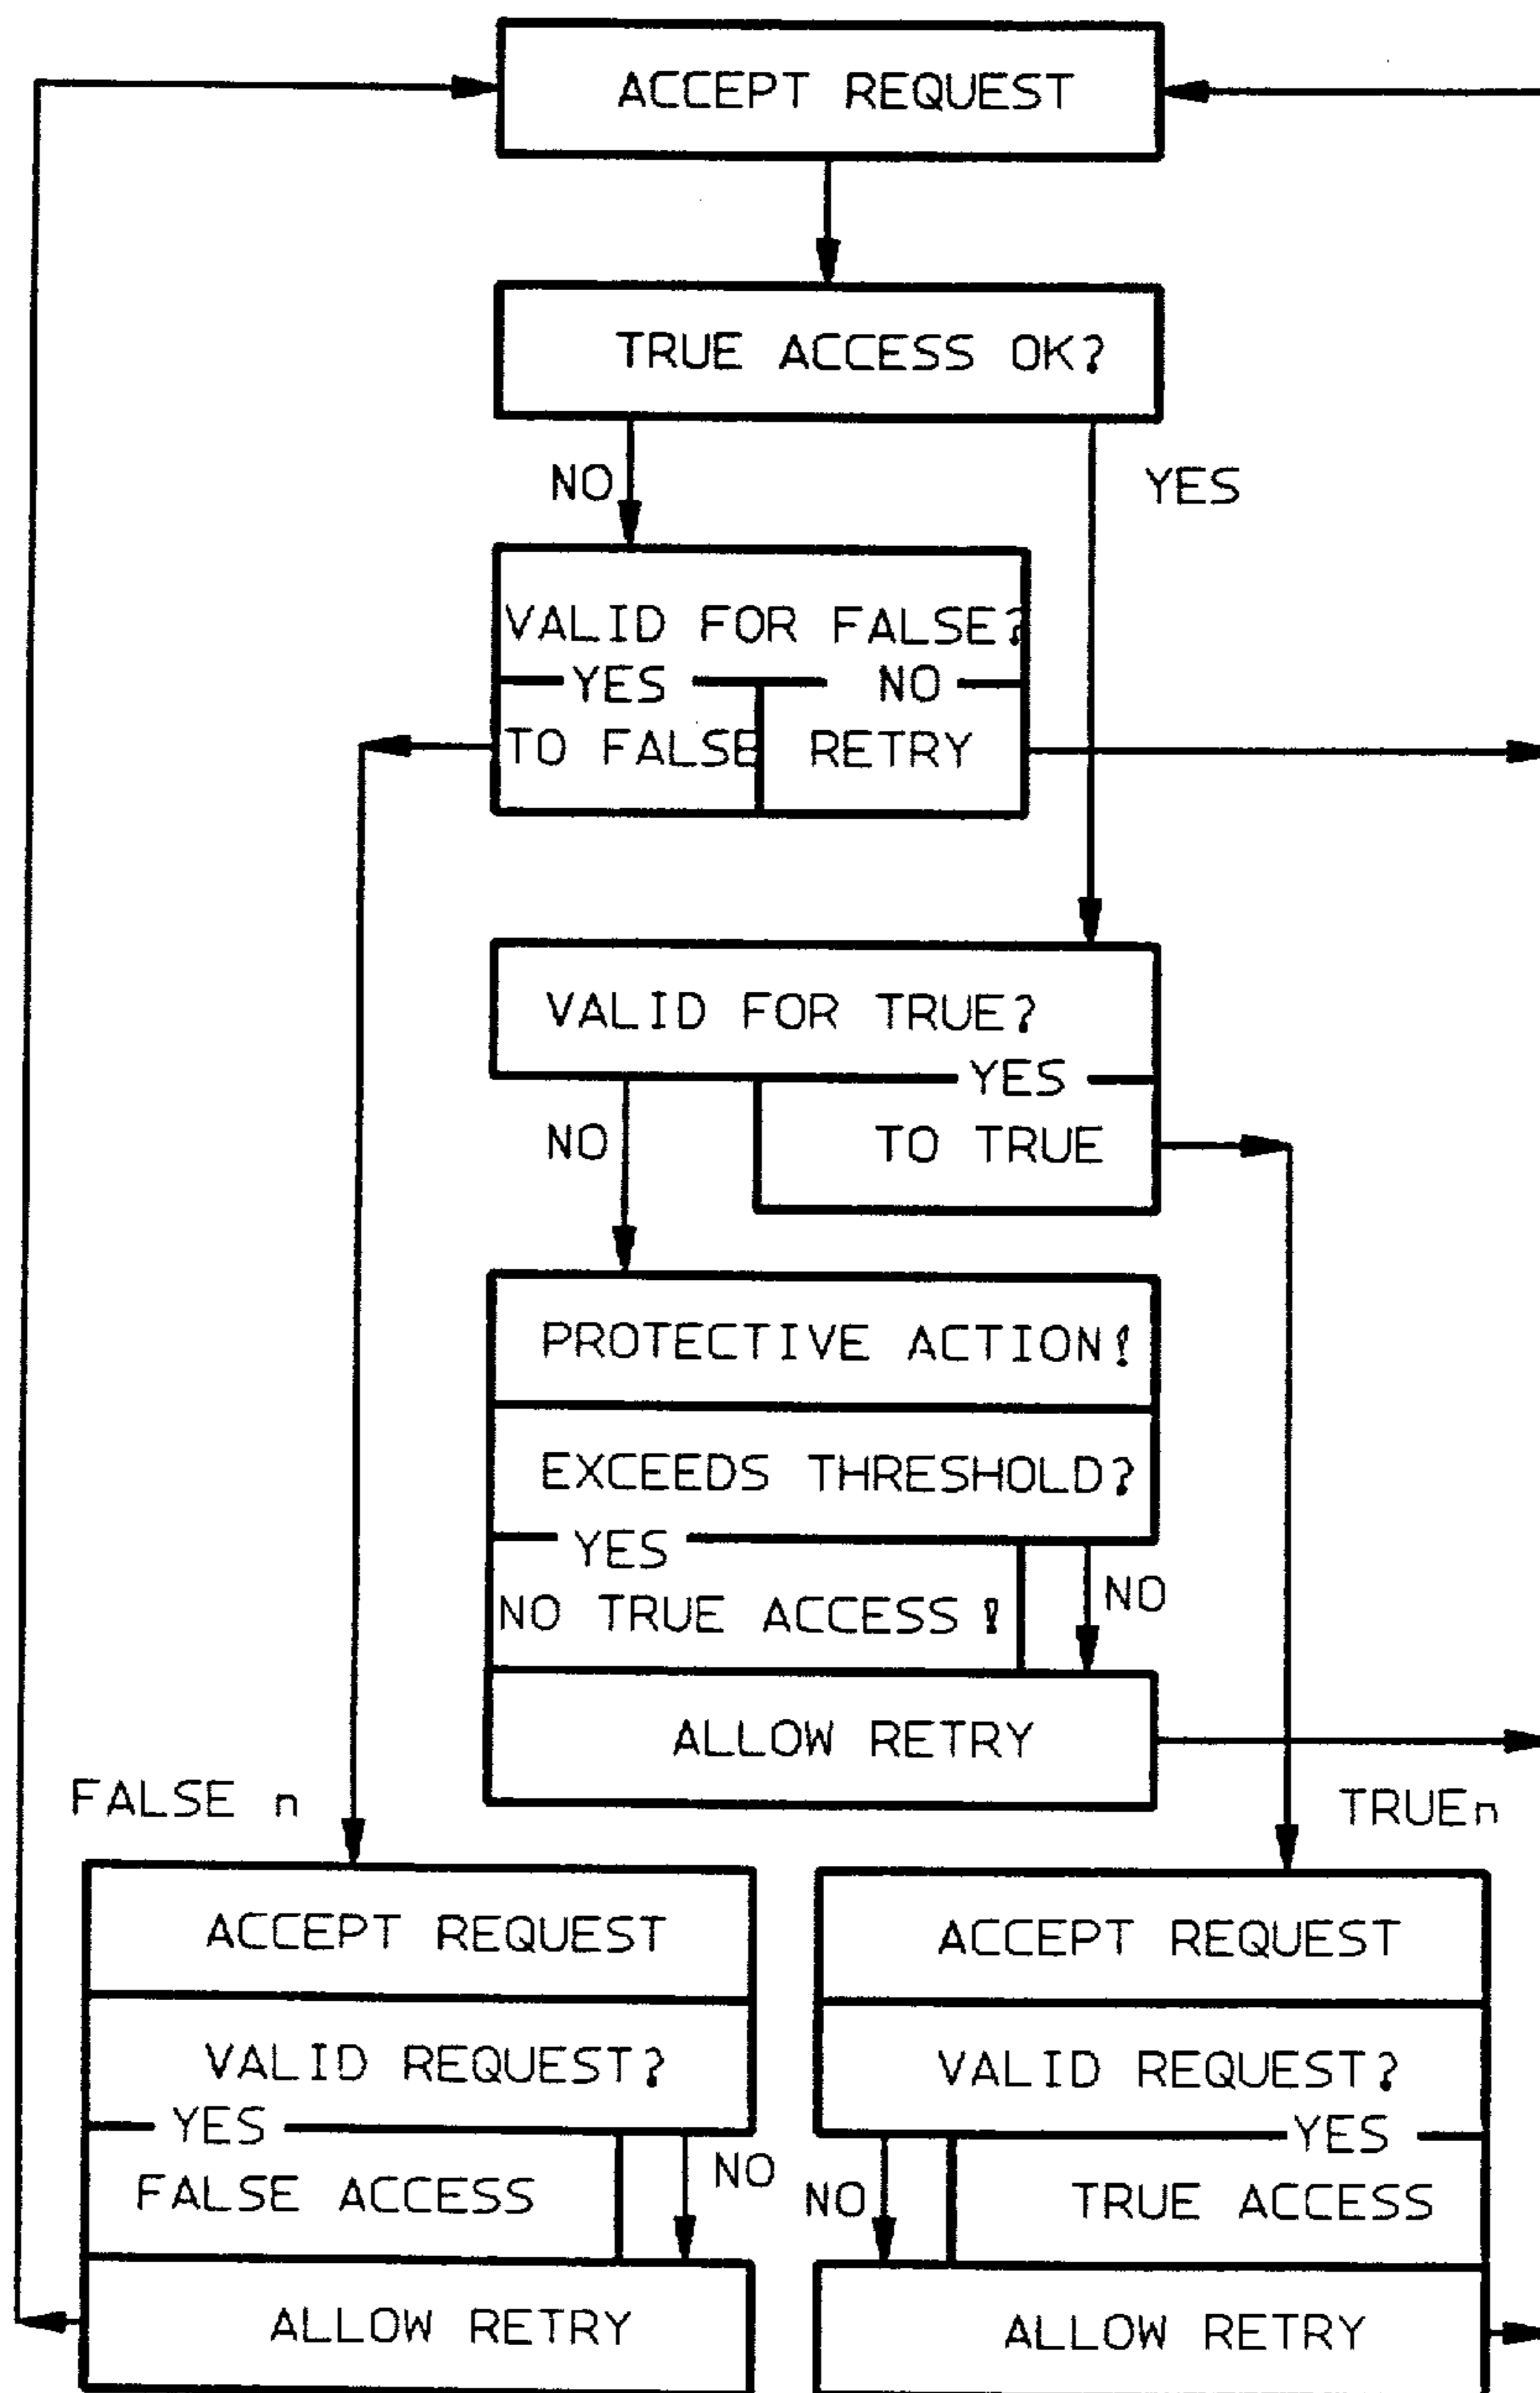 ACCEPT REQUEST
TRUE ACCESS OK?
NO
YES
VALID FOR FALSE?
YES
NO
TO FALSE
RETRY
VALID FOR TRUE?
YES
NO
TO TRUE
PROTECTIVE ACTION!
EXCEEDS THRESHOLD?
YES
NO
NO TRUE ACCESS!
ALLOW RETRY
FALSE n
TRUEn
ACCEPT REQUEST
VALID REQUEST?
YES
NO
FALSE ACCESS
ALLOW RETRY
ACCEPT REQUEST
VALID REQUEST?
YES
NO
TRUE ACCESS
ALLOW RETRY